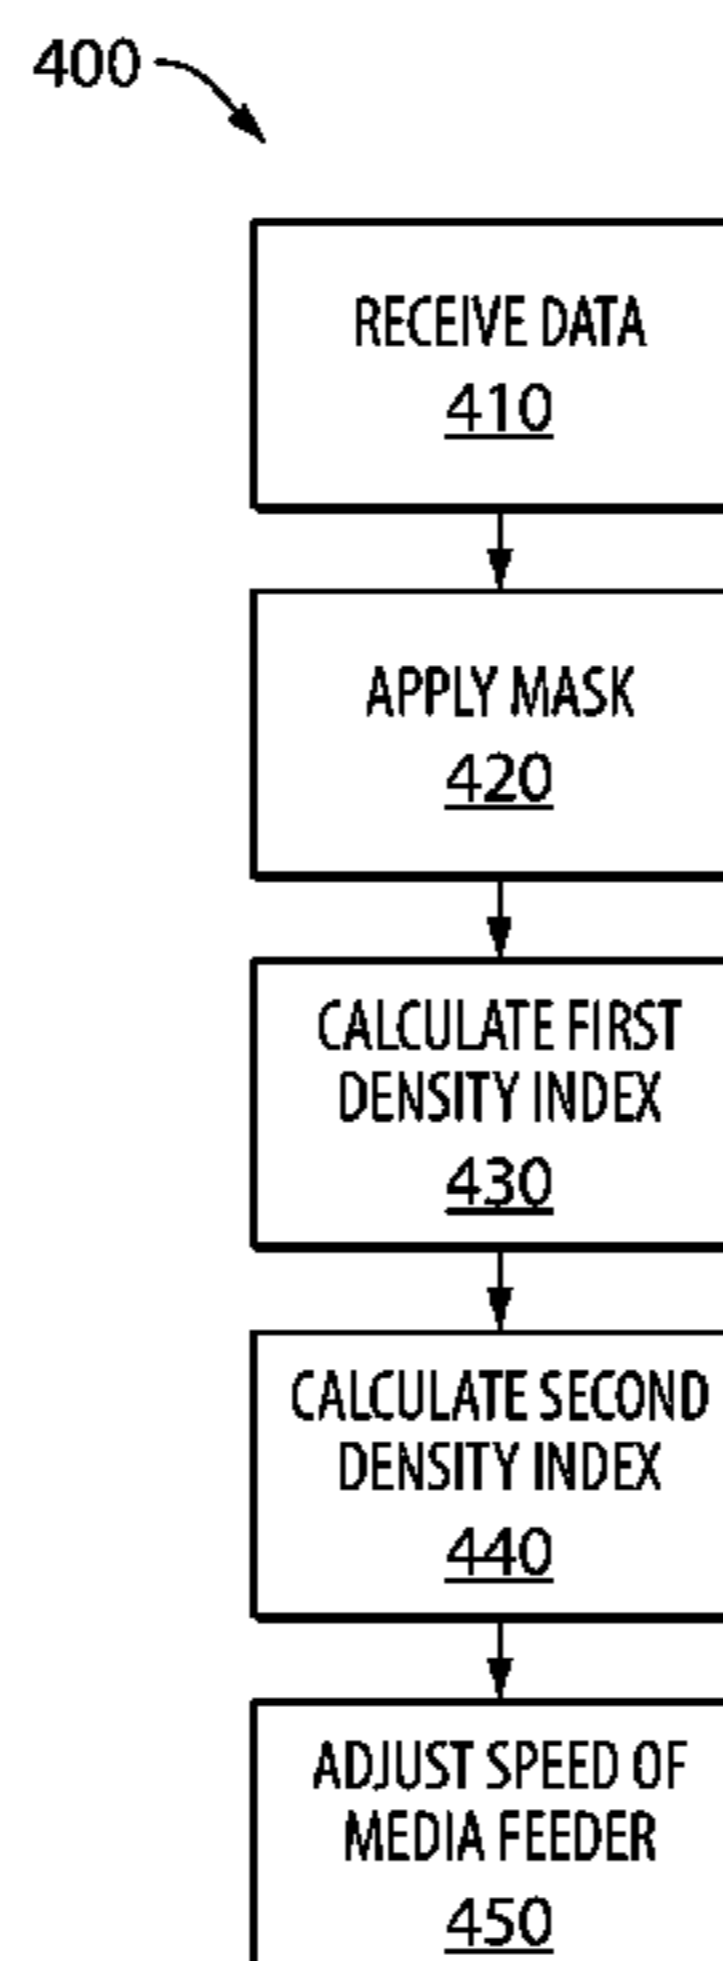 400
RECEIVE DATA
410
APPLY MASK
420
CALCULATE FIRST
DENSITY INDEX
430
CALCULATE SECOND
DENSITY INDEX
440
ADJUST SPEED OF
MEDIA FEEDER
450